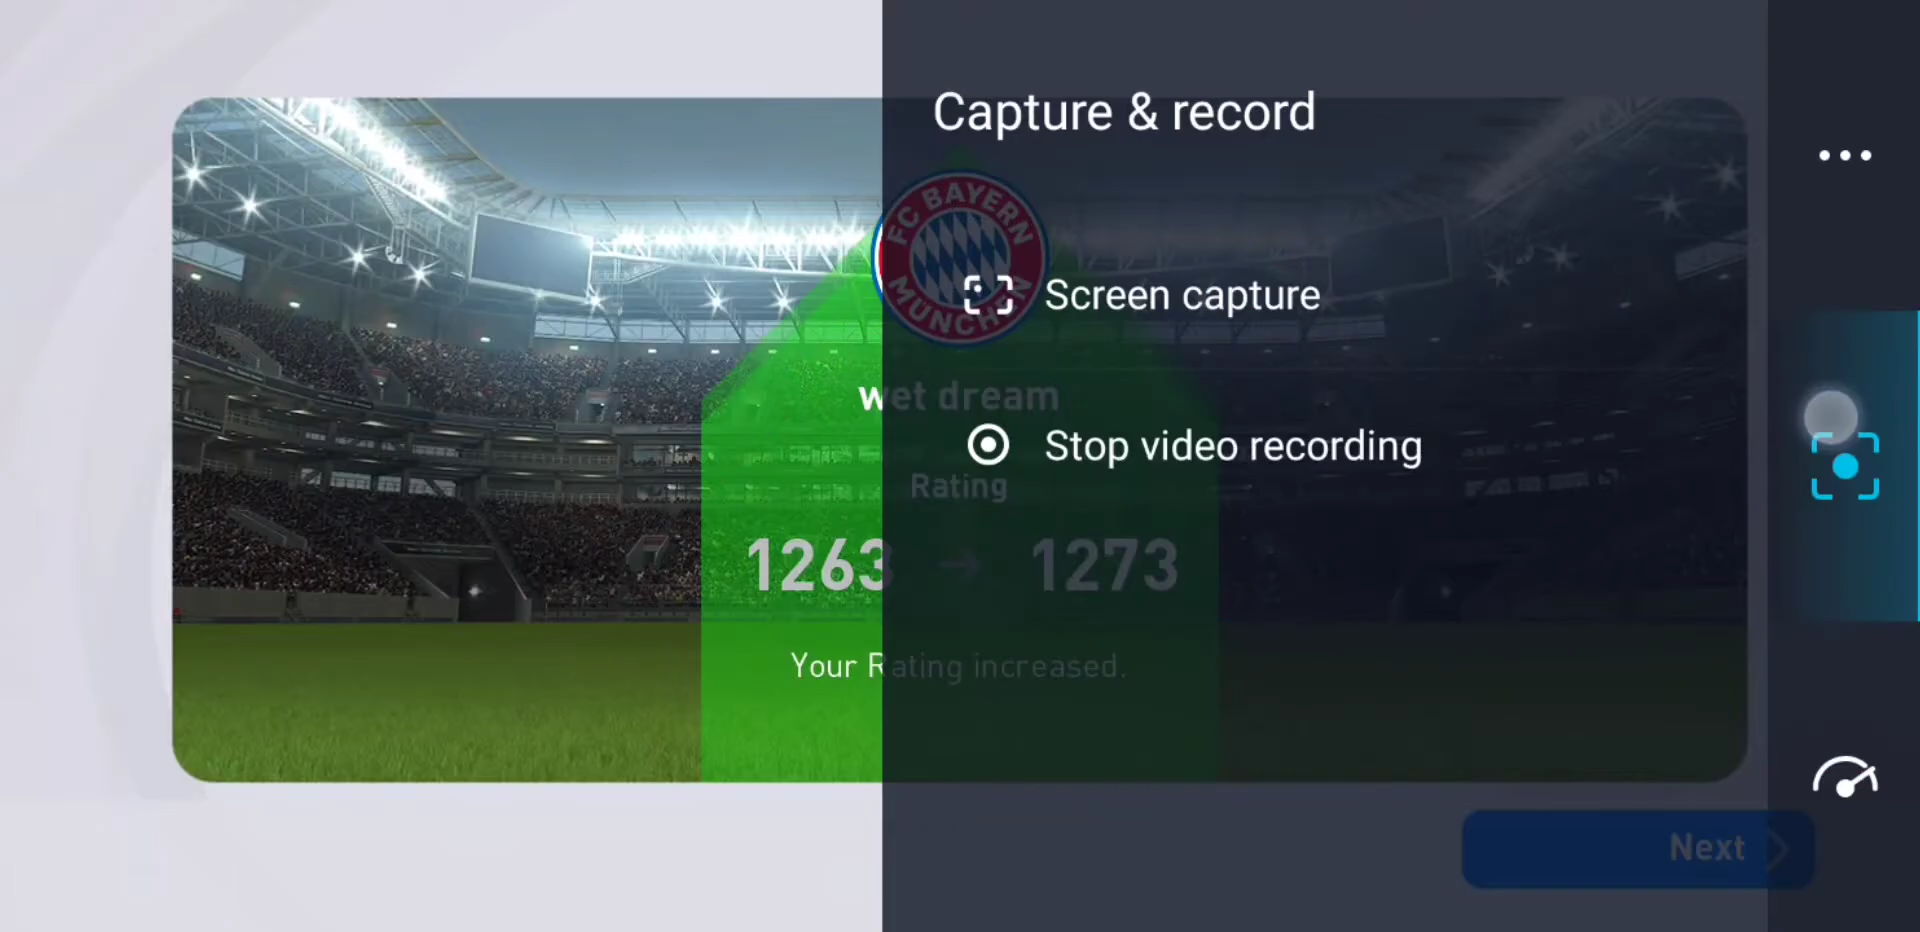 Capture & record
FC BAYERN
MÜNCHEN
Screen capture
wet dream
Stop video recording
Rating
1263 → 1273
Your Rating increased.
Next